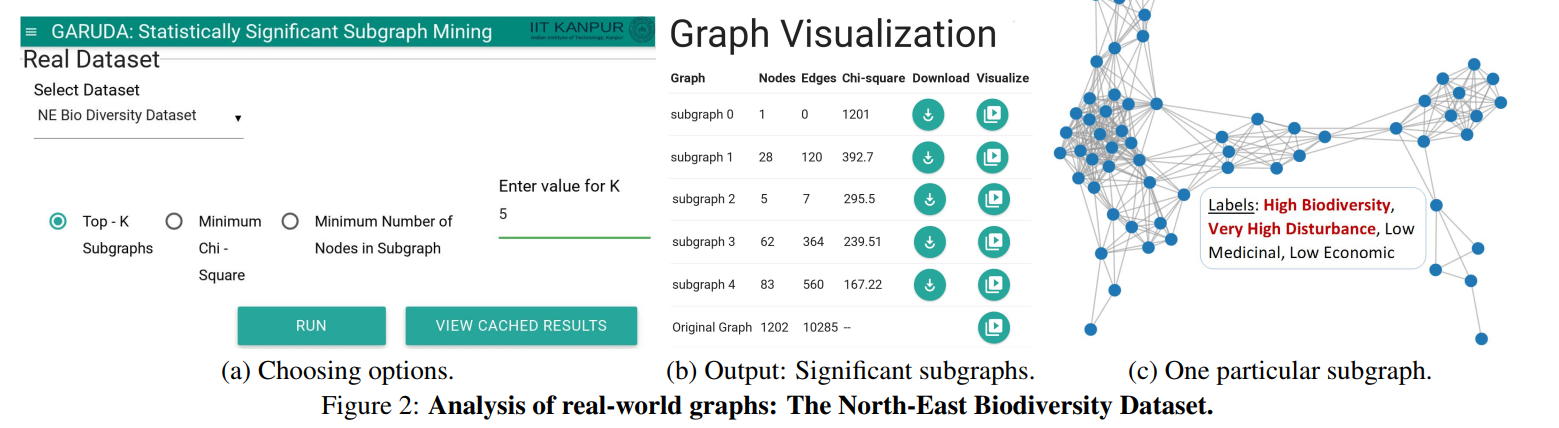 GARUDA: Statistically Significant Subgraph Mining
IIT KANPUR
Indian Institute of Technology, Kanpur
Real Dataset
Select Dataset
NE Bio Diversity Dataset
Enter value for K
5
Top - K
Subgraphs
Minimum
Chi -
Square
Minimum Number of
Nodes in Subgraph
RUN
VIEW CACHED RESULTS
(a) Choosing options.
Graph Visualization
Graph Nodes Edges Chi-square Download Visualize
subgraph 0 1 0 1201
subgraph 1 28 120 392.7
subgraph 2 5 7 295.5
subgraph 3 62 364 239.51
subgraph 4 83 560 167.22
Original Graph 1202 10285 --
(b) Output: Significant subgraphs.
Labels: High Biodiversity,
Very High Disturbance, Low
Medicinal, Low Economic
(c) One particular subgraph.
Figure 2: Analysis of real-world graphs: The North-East Biodiversity Dataset.